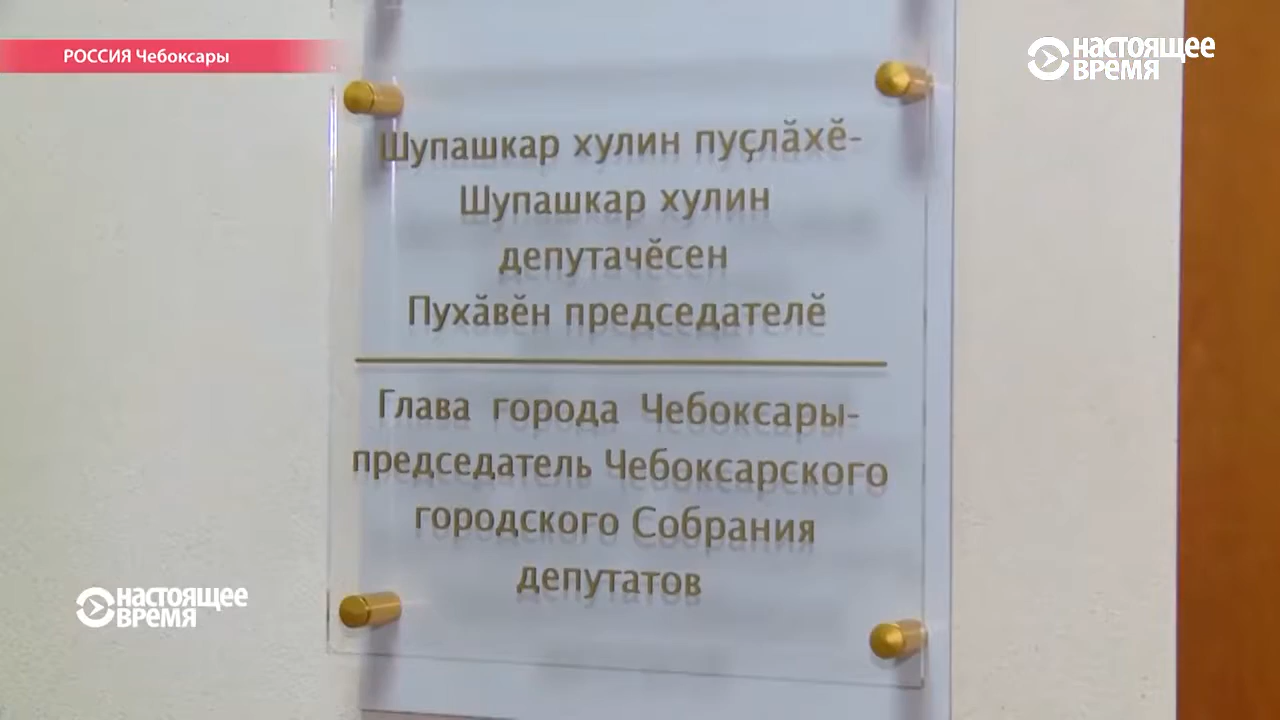 РОССИЯ Чебоксары
НАСТОЯЩЕЕ
ВРЕМЯ
Шупашкар хулин пуҫлӑхӗ-
Шупашкар хулин
депутачӗсен
Пухӑвӗн председателӗ
Глава города Чебоксары-
председатель Чебоксарского
городского Собрания
депутатов
НАСТОЯЩЕЕ
ВРЕМЯ